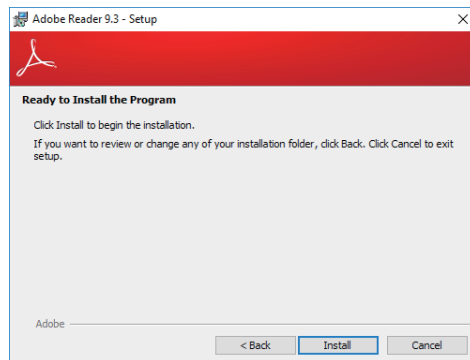 Adobe Reader 9.3 - Setup
Ready to Install the Program
Click Install to begin the installation.
If you want to review or change any of your installation folder, click Back. Click Cancel to exit
setup.
Adobe
< Back Install Cancel